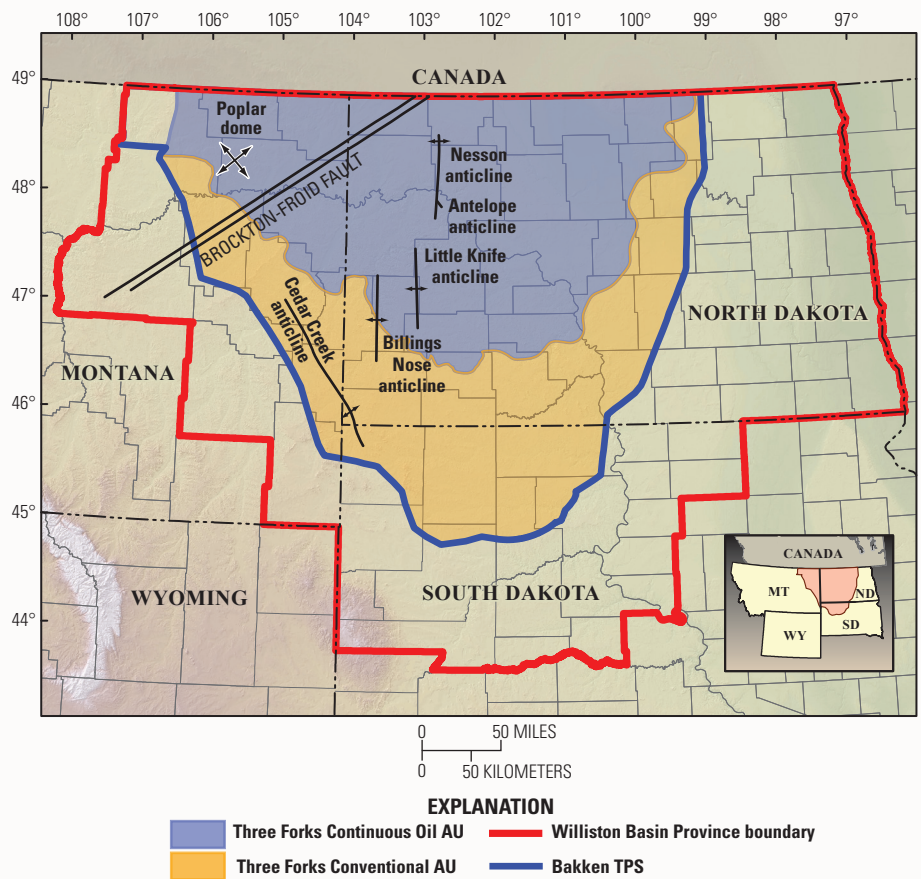 108° 107° 106° 105° 104° 103° 102° 101° 100° 99° 98° 97°
49°
48°
47°
46°
45°
44°
CANADA
Poplar
dome
BROCKTON-FROID FAULT
Nesson
anticline
Antelope
anticline
Little Knife
anticline
Cedar Creek
anticline
Billings
Nose
anticline
NORTH DAKOTA
MONTANA
WYOMING
SOUTH DAKOTA
CANADA
MT
ND
SD
WY
0 50 MILES
0 50 KILOMETERS
EXPLANATION
Three Forks Continuous Oil AU
Williston Basin Province boundary
Three Forks Conventional AU
Bakken TPS